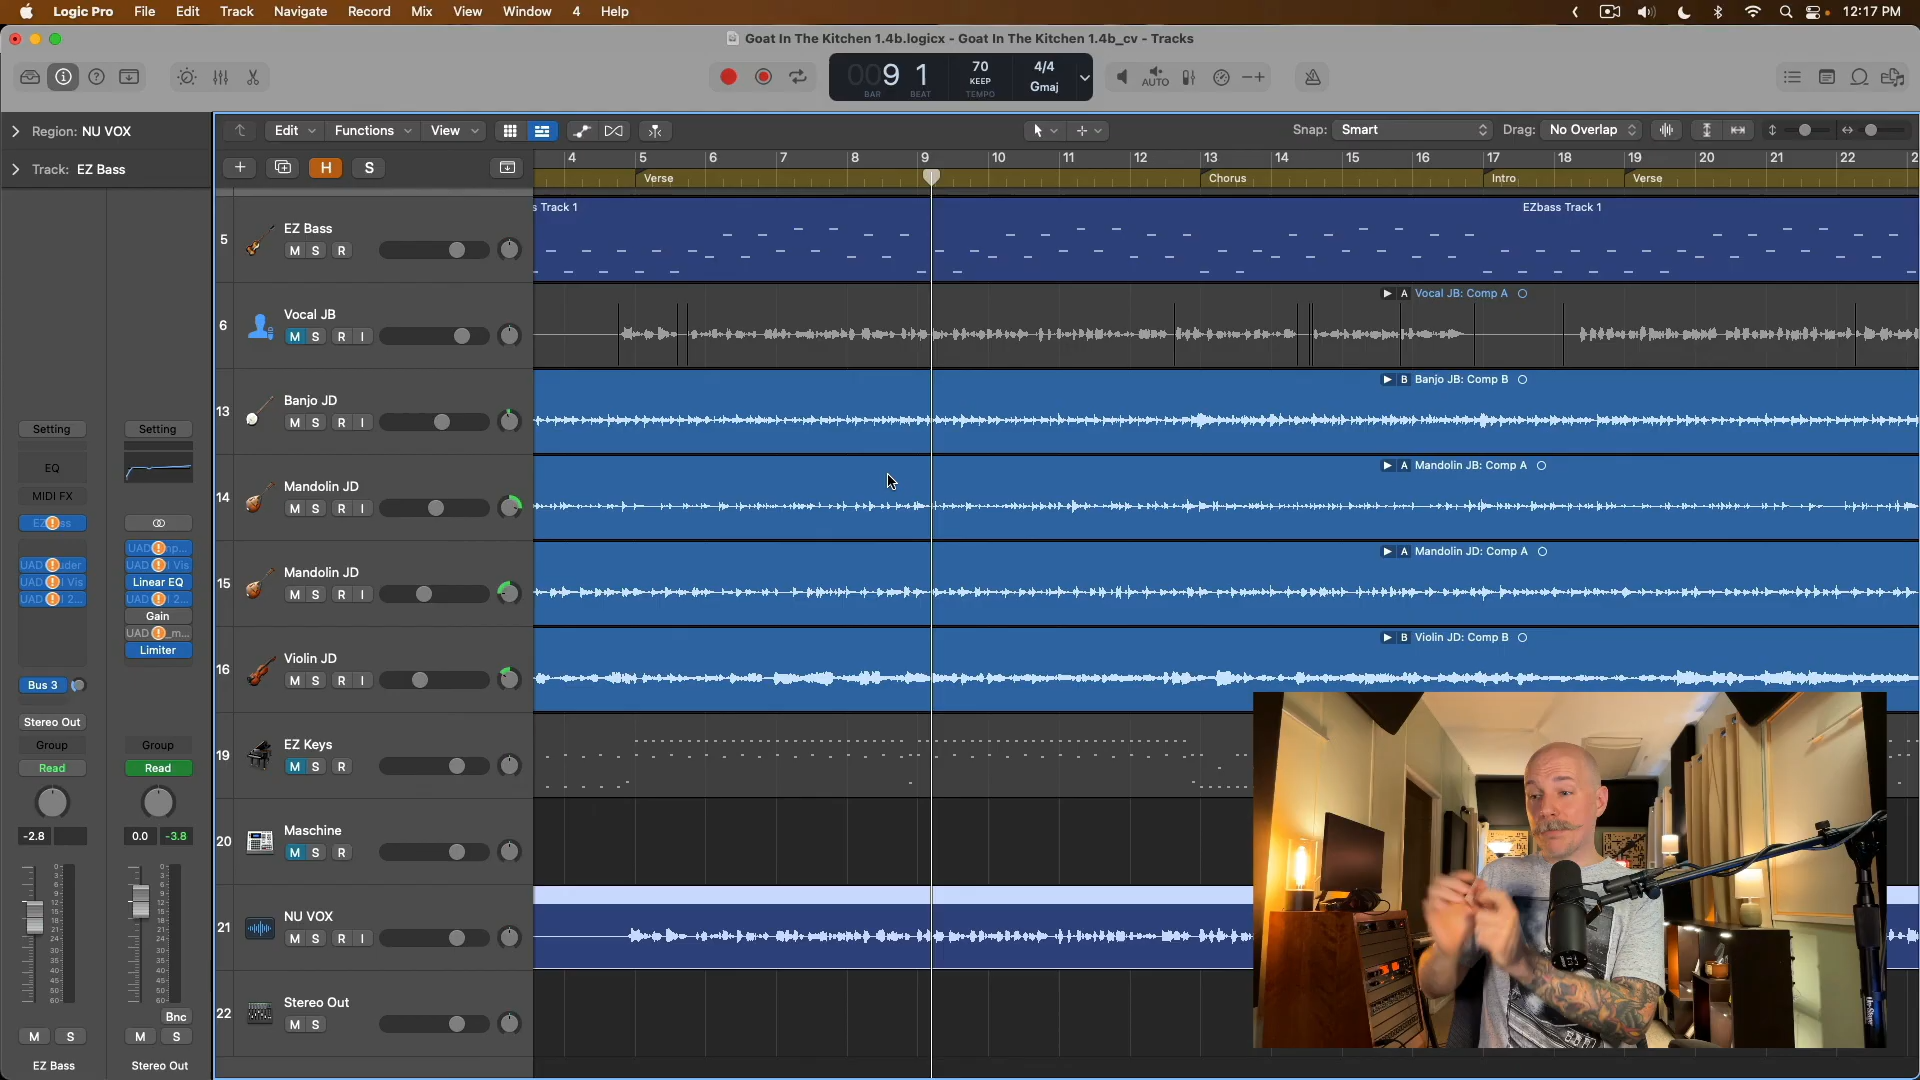 Logic Pro File Edit Track Navigate Record Mix View Window 4 Help 12:17 PM
Goat In The Kitchen 1.4b.logicx - Goat In The Kitchen 1.4b_cv - Tracks
009 1 70 4/4
KEEP Gmaj
BAR BEAT TEMPO
AUTO
Region: NU VOX
Edit Functions View Snap: Smart Drag: No Overlap
Track: EZ Bass
H S
4 5 6 7 8 9 10 11 12 13 14 15 16 17 18 19 20 21 22 2
Verse Chorus Intro Verse
s Track 1 EZbass Track 1
5 EZ Bass
M S R
6 Vocal JB
M S R I
A Vocal JB: Comp A
13 Banjo JD
M S R I
B Banjo JB: Comp B
14 Mandolin JD
M S R I
A Mandolin JB: Comp A
15 Mandolin JD
M S R I
A Mandolin JD: Comp A
16 Violin JD
M S R I
B Violin JD: Comp B
19 EZ Keys
M S R
20 Maschine
M S R
21 NU VOX
M S R I
22 Stereo Out
M S
Setting Setting
EQ
MIDI FX
Linear EQ
Gain
Limiter
Bus 3
Stereo Out
Group Group
Read Read
-2.8 0.0 -3.8
Bnc
M S M S
EZ Bass Stereo Out